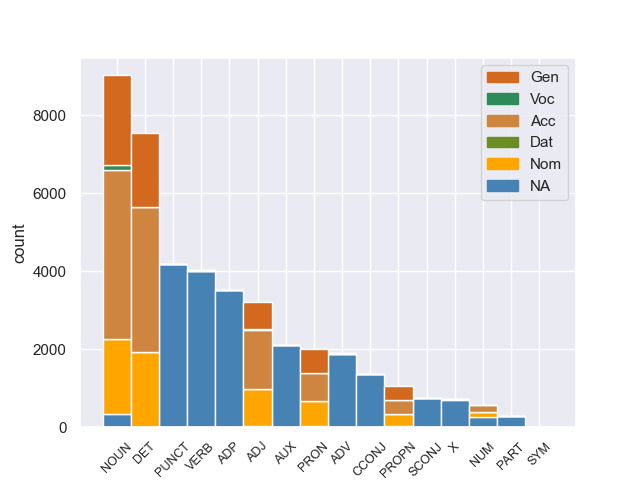 Gen
Voc
Acc
Dat
Nom
NA
8000
6000
4000
2000
0
count
NOUN
DET
PUNCT
VERB
ADP
ADJ
AUX
PRON
ADV
CCONJ
PROPN
SCONJ
X
NUM
PART
SYM